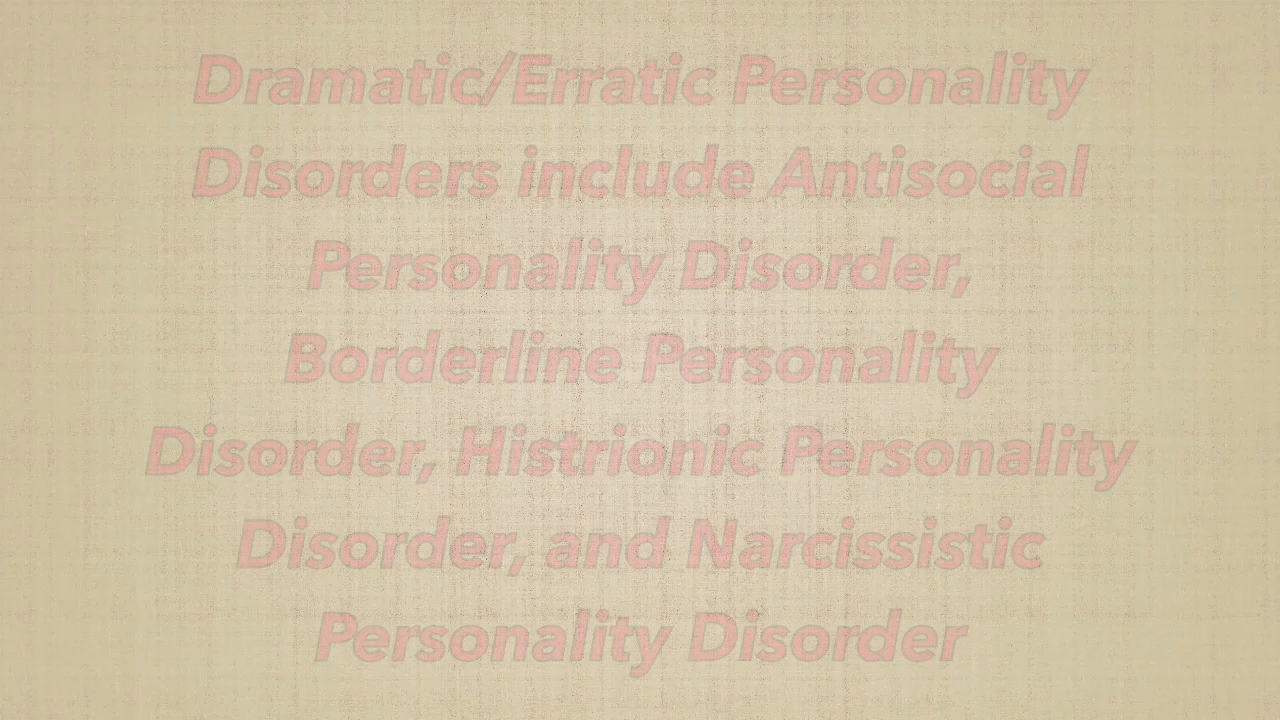 Dramatic/Erratic Personality
Disorders include Antisocial
Personality Disorder,
Borderline Personality
Disorder, Histrionic Personality
Disorder, and Narcissistic
Personality Disorder